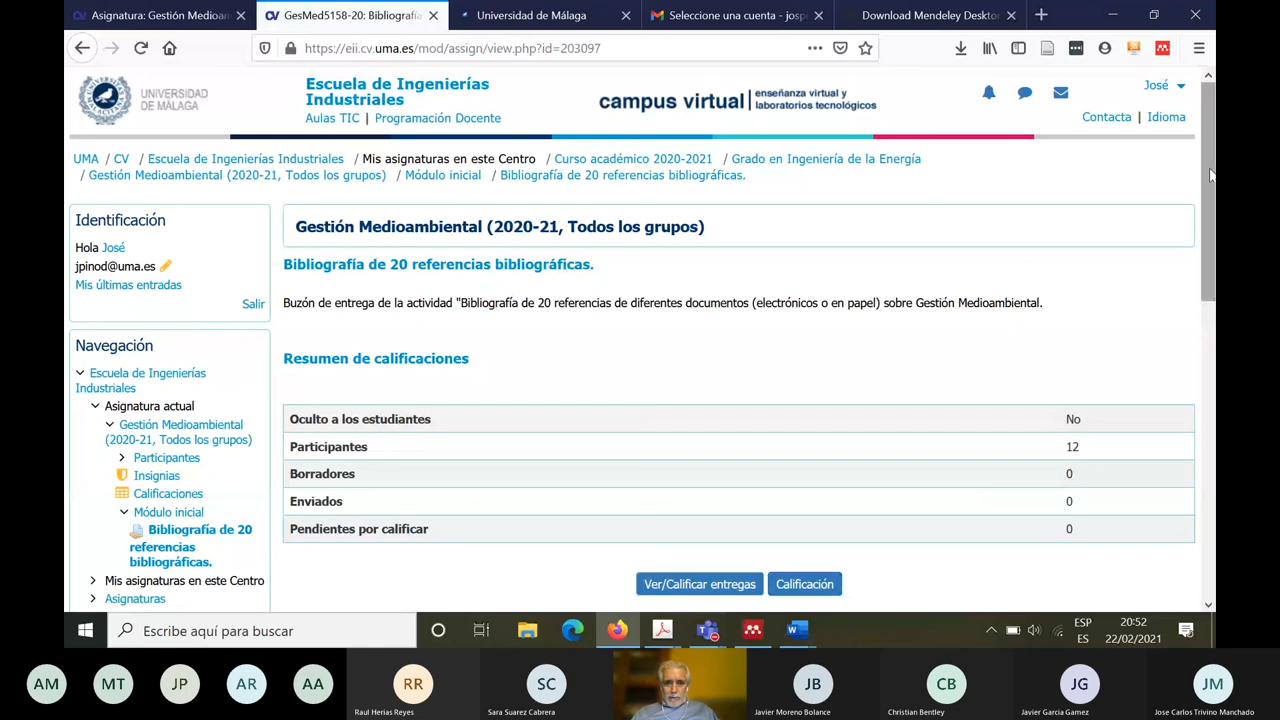 Asignatura: Gestión Medioam
GesMed5158-20: Bibliografía
Universidad de Málaga
Seleccione una cuenta - josp
Download Mendeley Deskto
https://eii.cv.uma.es/mod/assign/view.php?id=203097
UNIVERSIDAD
DE MÁLAGA
Escuela de Ingenierías
Industriales
Aulas TIC | Programación Docente
campus virtual | enseñanza virtual y
laboratorios tecnológicos
José
Contacta | Idioma
UMA / CV / Escuela de Ingenierías Industriales / Mis asignaturas en este Centro / Curso académico 2020-2021 / Grado en Ingeniería de la Energía
/ Gestión Medioambiental (2020-21, Todos los grupos) / Módulo inicial / Bibliografía de 20 referencias bibliográficas.
Identificación
Hola José
jpinod@uma.es
Mis últimas entradas
Salir
Navegación
Escuela de Ingenierías
Industriales
Asignatura actual
Gestión Medioambiental
(2020-21, Todos los grupos)
Participantes
Insignias
Calificaciones
Módulo inicial
Bibliografía de 20
referencias
bibliográficas.
Mis asignaturas en este Centro
Asignaturas
Gestión Medioambiental (2020-21, Todos los grupos)
Bibliografía de 20 referencias bibliográficas.
Buzón de entrega de la actividad "Bibliografía de 20 referencias de diferentes documentos (electrónicos o en papel) sobre Gestión Medioambiental.
Resumen de calificaciones
Oculto a los estudiantes No
Participantes 12
Borradores 0
Enviados 0
Pendientes por calificar 0
Ver/Calificar entregas Calificación
Escribe aquí para buscar
ESP
ES
20:52
22/02/2021
AM
MT
JP
AR
AA
RR
Raul Herias Reyes
SC
Sara Suarez Cabrera
JB
Javier Moreno Bolance
CB
Christian Bentley
JG
Javier Garcia Gamez
JM
Jose Carlos Trivino Manchado